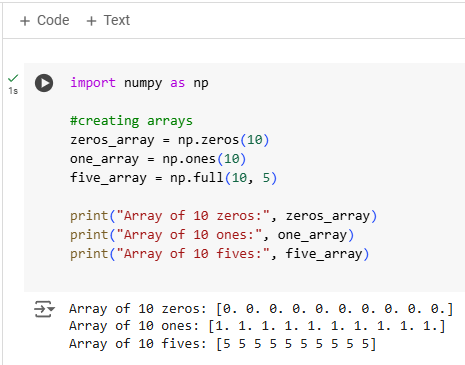 + Code + Text
1s
import numpy as np
#creating arrays
zeros_array = np.zeros(10)
one_array = np.ones(10)
five_array = np.full(10, 5)
print("Array of 10 zeros:", zeros_array)
print("Array of 10 ones:", one_array)
print("Array of 10 fives:", five_array)
Array of 10 zeros: [0. 0. 0. 0. 0. 0. 0. 0. 0. 0.]
Array of 10 ones: [1. 1. 1. 1. 1. 1. 1. 1. 1. 1.]
Array of 10 fives: [5 5 5 5 5 5 5 5 5 5]